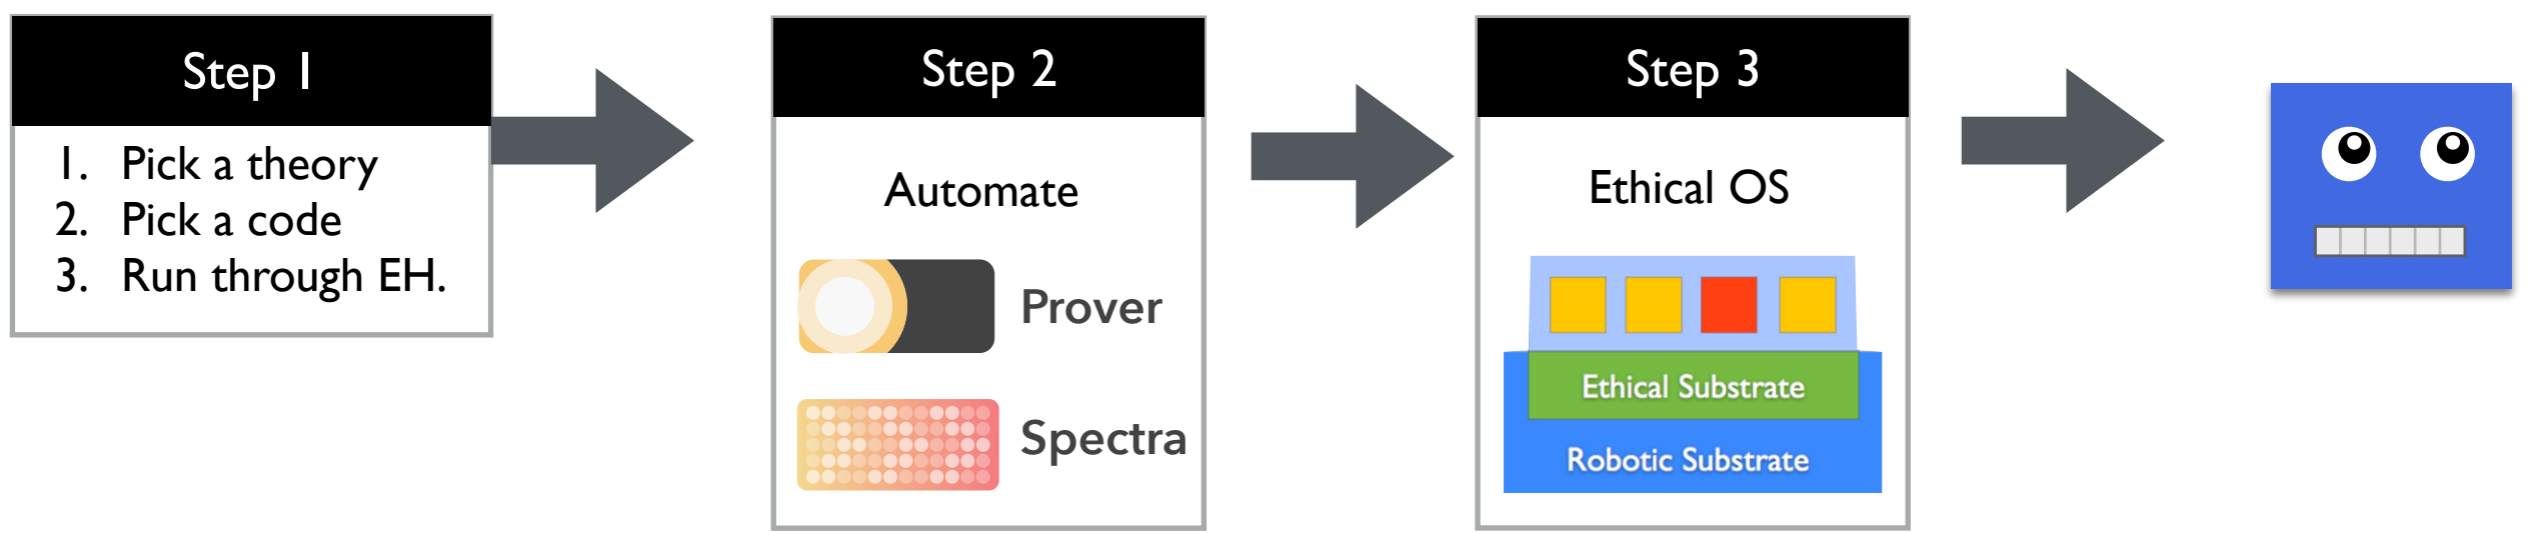 Step 1
1. Pick a theory
2. Pick a code
3. Run through EH.
Step 2
Automate
Prover
Spectra
Step 3
Ethical OS
Ethical Substrate
Robotic Substrate